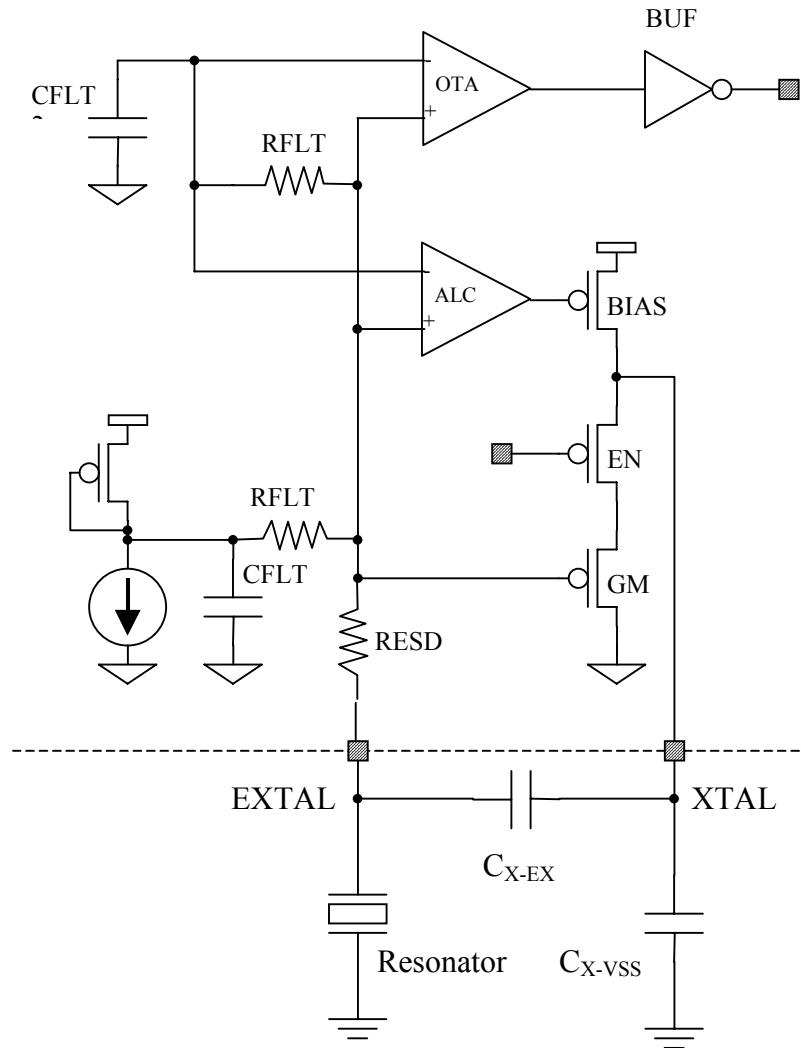 BUF
CFLT
-
OTA
+
RFLT
-
ALC
+
BIAS
EN
RFLT
CFLT
GM
RESD
EXTAL
XTAL
CX-EX
Resonator
CX-VSS